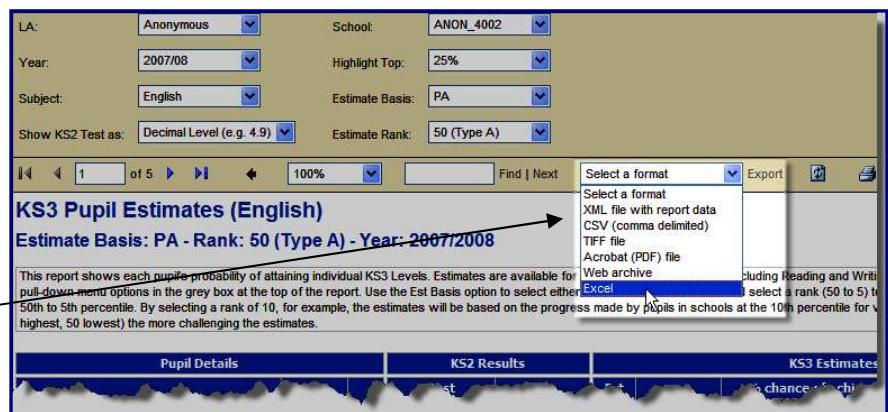 LA: Anonymous School: ANON_4002
Year: 2007/08 Highlight Top: 25%
Subject: English Estimate Basis: PA
Show KS2 Test as: Decimal Level (e.g. 4.9) Estimate Rank: 50 (Type A)
1 of 5 100% Find | Next Select a format Export
Select a format
XML file with report data
CSV (comma delimited)
TIFF file
Acrobat (PDF) file
Web archive
Excel
KS3 Pupil Estimates (English)
Estimate Basis: PA - Rank: 50 (Type A) - Year: 2007/2008
This report shows each pupil's probability of attaining individual KS3 Levels. Estimates are available for cluding Reading and Writi
pull-down menu options in the grey box at the top of the report. Use the Est Basis option to select either select a rank (50 to 5) to
50th to 5th percentile. By selecting a rank of 10, for example, the estimates will be based on the progress made by pupils in schools at the 10th percentile for v
highest, 50 lowest) the more challenging the estimates.
Pupil Details KS2 Results KS3 Estimates
% chance of